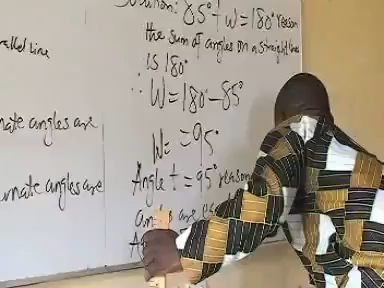 Solution: 85° + W = 180° reason
the sum of angles on a straight line
is 180°
∴ W = 180° - 85°
W = = 95°
Angle t = 95° reason
are
rallel line
nate angles are
rnate angles are